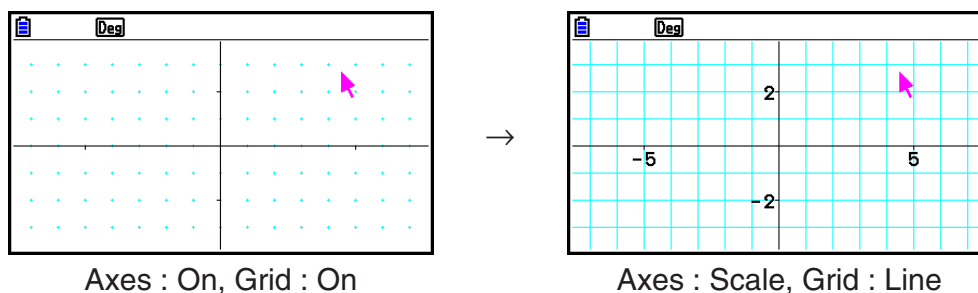 Deg
Deg
2
→
-5 5
-2
Axes : On, Grid : On
Axes : Scale, Grid : Line